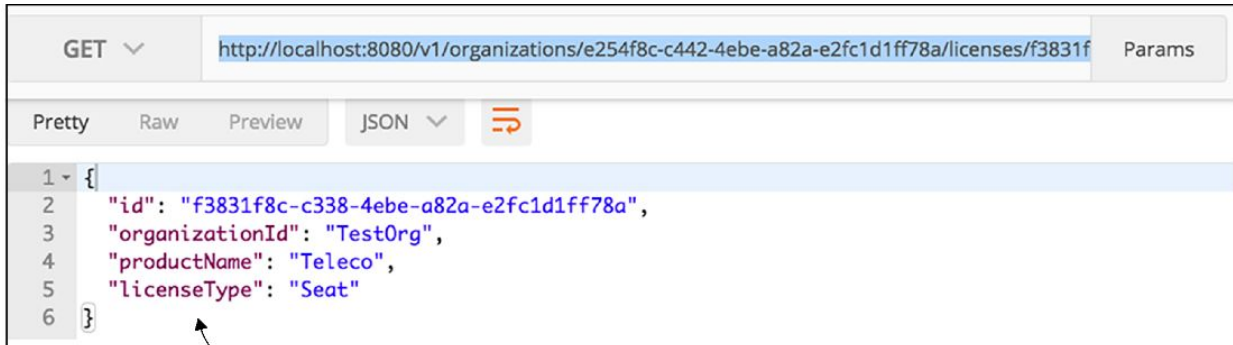 GET http://localhost:8080/v1/organizations/e254f8c-c442-4ebe-a82a-e2fc1d1ff78a/licenses/f3831f Params
Pretty Raw Preview JSON
1 {
2 "id": "f3831f8c-c338-4ebe-a82a-e2fc1d1ff78a",
3 "organizationId": "TestOrg",
4 "productName": "Teleco",
5 "licenseType": "Seat"
6 }